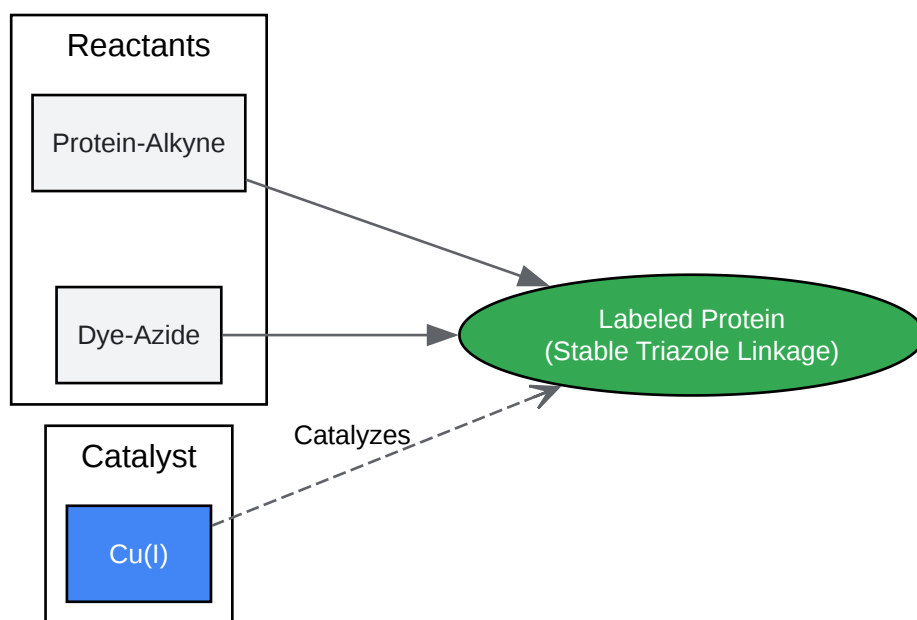 Reactants
Protein-Alkyne
Dye-Azide
Labeled Protein
(Stable Triazole Linkage)
Catalyzes
Catalyst
Cu(I)